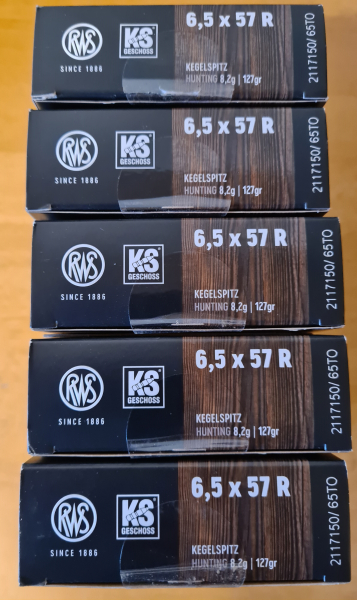 RWS
SINCE 1886
KS
GESCHOSS
6,5 x 57 R
KEGELSPITZ
HUNTING 8,2g | 127gr
2117150/65TO
RWS
SINCE 1886
KS
GESCHOSS
6,5 x 57 R
KEGELSPITZ
HUNTING 8,2g | 127gr
2117150/65TO
RWS
SINCE 1886
KS
GESCHOSS
6,5 x 57 R
KEGELSPITZ
HUNTING 8,2g | 127gr
2117150/65TO
RWS
SINCE 1886
KS
GESCHOSS
6,5 x 57 R
KEGELSPITZ
HUNTING 8,2g | 127gr
2117150/65TO
RWS
SINCE 1886
KS
GESCHOSS
6,5 x 57 R
KEGELSPITZ
HUNTING 8,2g | 127gr
2117150/65TO